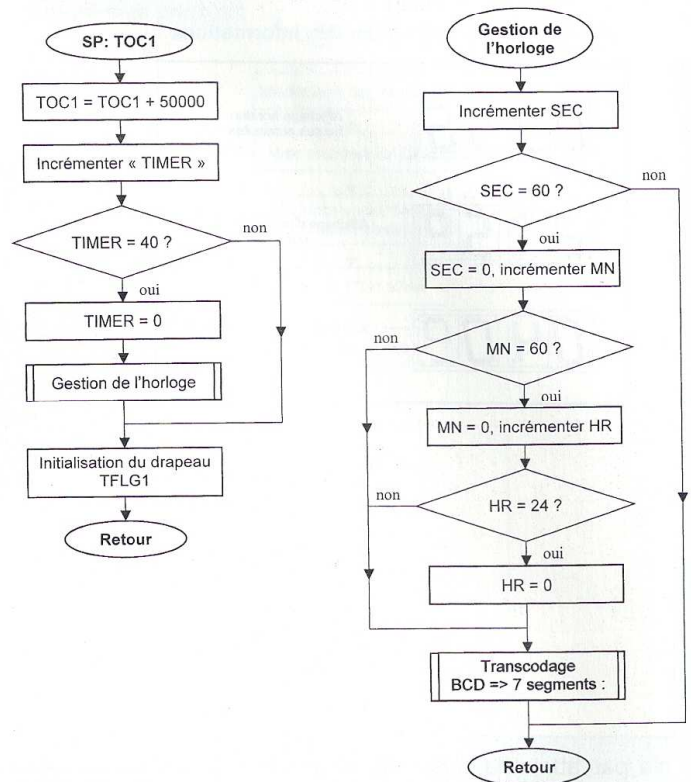 SP: TOC1
TOC1 = TOC1 + 50000
Incrémenter « TIMER »
TIMER = 40 ?
non
oui
TIMER = 0
Gestion de l'horloge
Initialisation du drapeau
TFLG1
Retour
Gestion de
l'horloge
Incrémenter SEC
SEC = 60 ?
non
oui
SEC = 0, incrémenter MN
MN = 60 ?
non
oui
MN = 0, incrémenter HR
HR = 24 ?
non
oui
HR = 0
Transcodage
BCD => 7 segments :
Retour